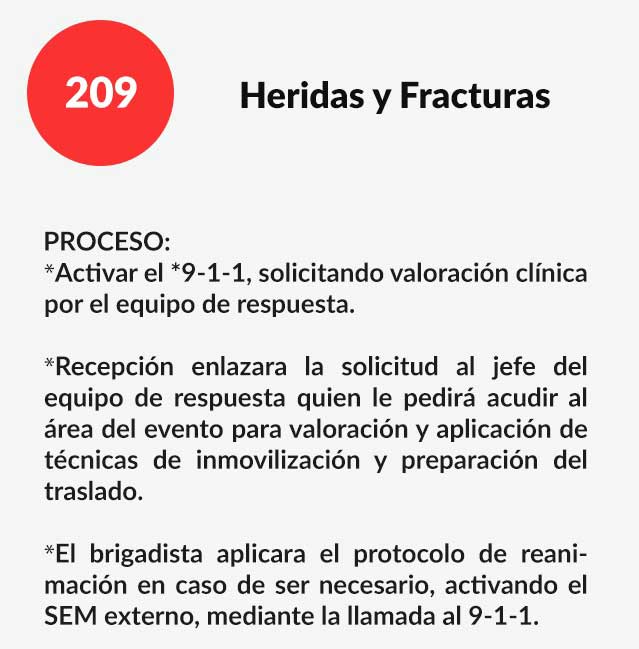 209
Heridas y Fracturas
PROCESO:
*Activar el *9-1-1, solicitando valoración clínica
por el equipo de respuesta.
*Recepción enlazara la solicitud al jefe del
equipo de respuesta quien le pedirá acudir al
área del evento para valoración y aplicación de
técnicas de inmovilización y preparación del
traslado.
*El brigadista aplicara el protocolo de reani-
mación en caso de ser necesario, activando el
SEM externo, mediante la llamada al 9-1-1.